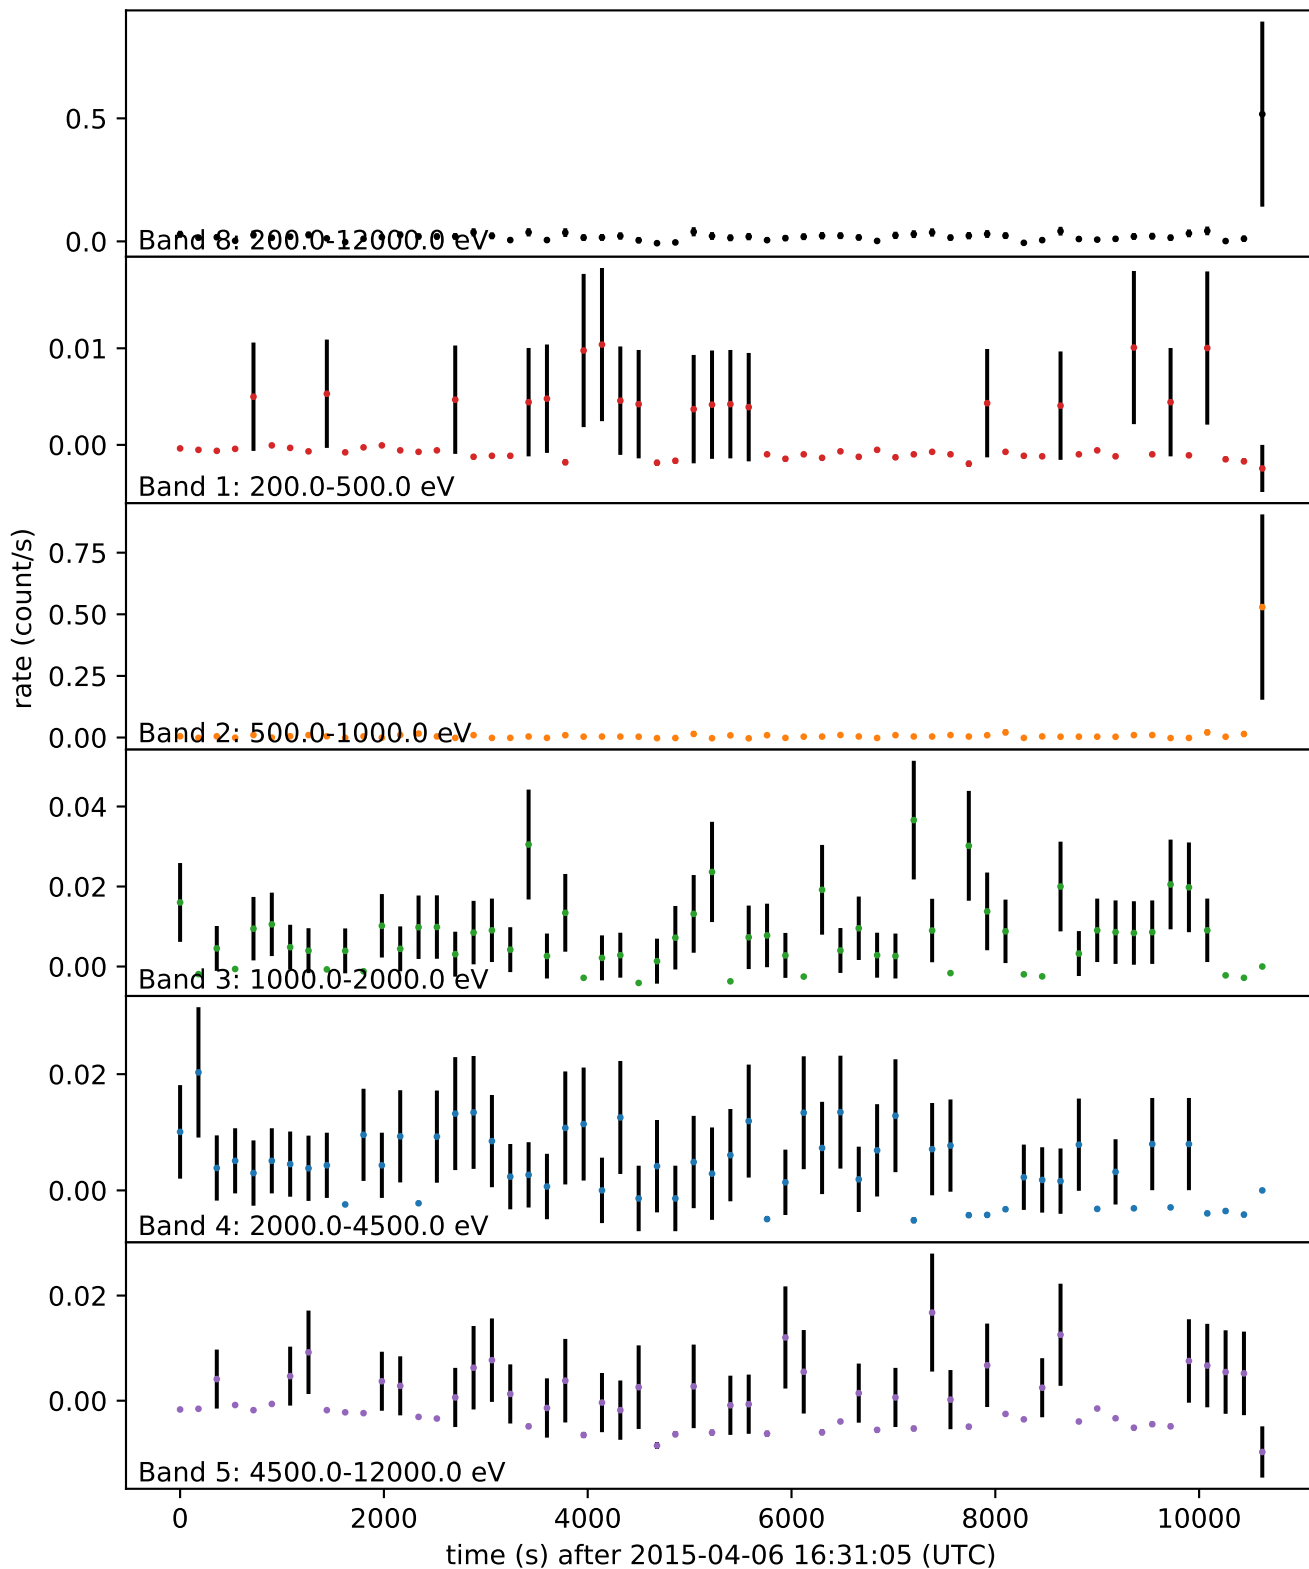 0.5
0.0
Band 8: 200.0-12000.0 eV
0.01
0.00
Band 1: 200.0-500.0 eV
rate (count/s)
0.75
0.50
0.25
0.00
Band 2: 500.0-1000.0 eV
0.04
0.02
0.00
Band 3: 1000.0-2000.0 eV
0.02
0.00
Band 4: 2000.0-4500.0 eV
0.02
0.00
Band 5: 4500.0-12000.0 eV
0 2000 4000 6000 8000 10000
time (s) after 2015-04-06 16:31:05 (UTC)